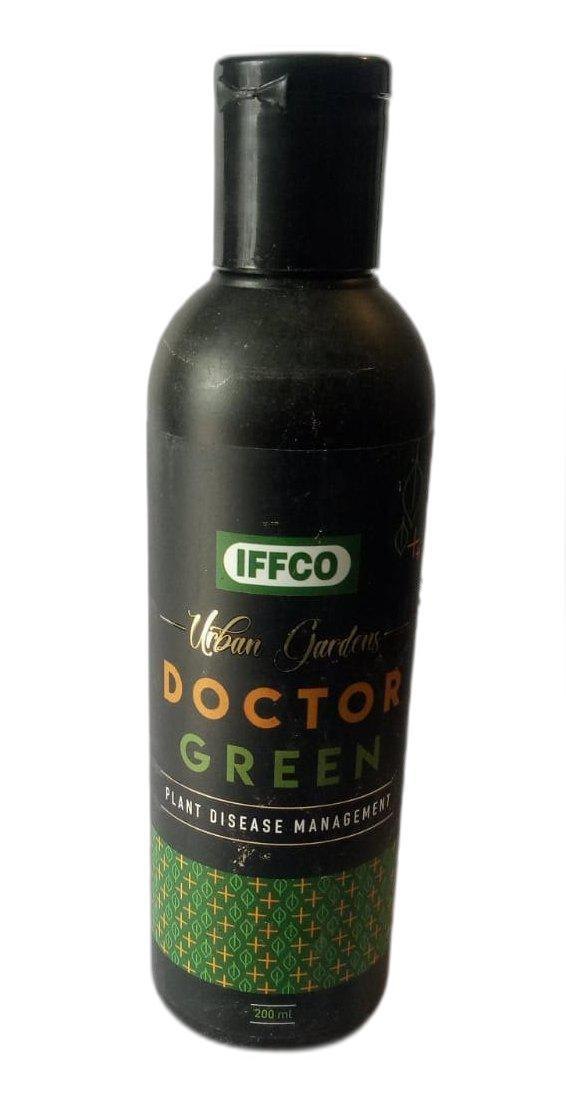 IFFCO
Urban Gardens
DOCTOR
GREEN
PLANT DISEASE MANAGEMENT
200 ml